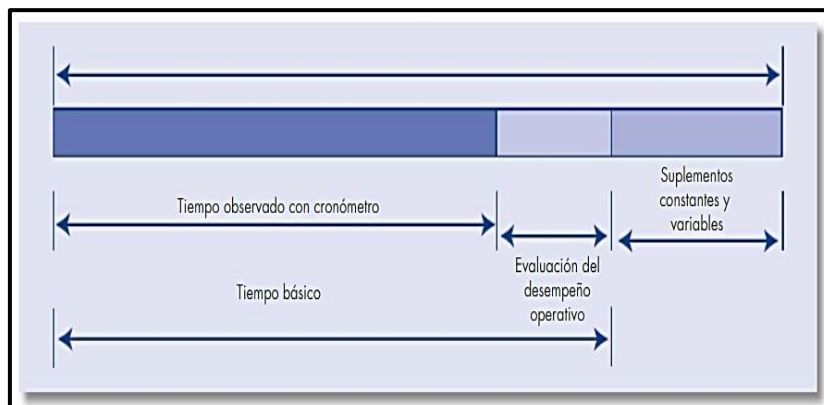 Suplementos
constantes y
variables
Tiempo observado con cronómetro
Evaluación del
desempeño
operativo
Tiempo básico